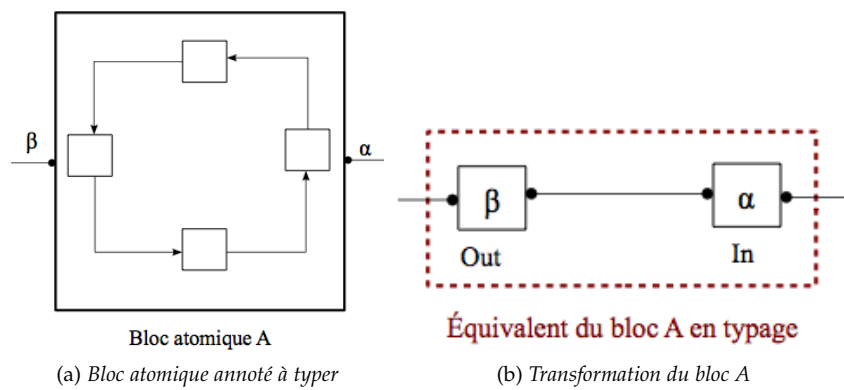 β
α
Bloc atomique A
(a) Bloc atomique annoté à typer
β
α
Out
In
Équivalent du bloc A en typage
(b) Transformation du bloc A